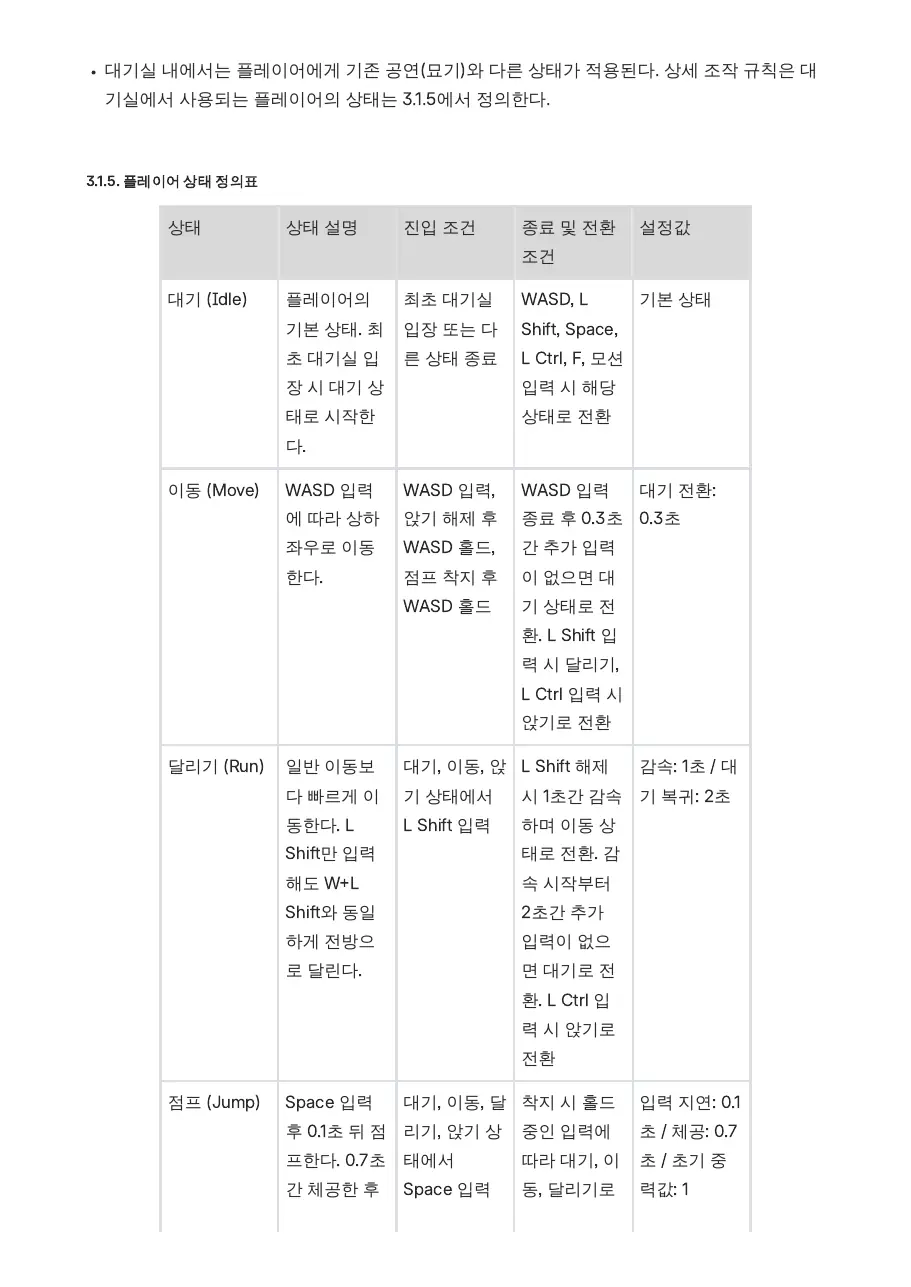 • 대기실 내에서는 플레이어에게 기존 공연(묘기)와 다른 상태가 적용된다. 상세 조작 규칙은 대
기실에서 사용되는 플레이어의 상태는 3.1.5에서 정의한다.
3.1.5. 플레이어 상태 정의표
상태
상태 설명
진입 조건
종료 및 전환
조건
설정값
대기 (Idle)
플레이어의
기본 상태. 최
초 대기실 입
장 시 대기 상
태로 시작한
다.
최초 대기실
입장 또는 다
른 상태 종료
WASD, L
Shift, Space,
L Ctrl, F, 모션
입력 시 해당
상태로 전환
기본 상태
이동 (Move)
WASD 입력
에 따라 상하
좌우로 이동
한다.
WASD 입력,
앉기 해제 후
WASD 홀드,
점프 착지 후
WASD 홀드
WASD 입력
종료 후 0.3초
간 추가 입력
이 없으면 대
기 상태로 전
환. L Shift 입
력 시 달리기,
L Ctrl 입력 시
앉기로 전환
대기 전환:
0.3초
달리기 (Run)
일반 이동보
다 빠르게 이
동한다. L
Shift만 입력
해도 W+L
Shift와 동일
하게 전방으
로 달린다.
대기, 이동, 앉
기 상태에서
L Shift 입력
L Shift 해제
시 1초간 감속
하며 이동 상
태로 전환. 감
속 시작부터
2초간 추가
입력이 없으
면 대기로 전
환. L Ctrl 입
력 시 앉기로
전환
감속: 1초 / 대
기 복귀: 2초
점프 (Jump)
Space 입력
후 0.1초 뒤 점
프한다. 0.7초
간 체공한 후
대기, 이동, 달
리기, 앉기 상
태에서
Space 입력
착지 시 홀드
중인 입력에
따라 대기, 이
동, 달리기로
입력 지연: 0.1
초 / 체공: 0.7
초 / 초기 중
력값: 1